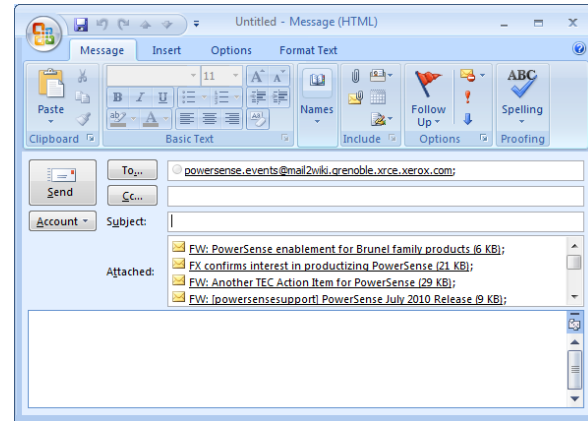 Untitled - Message (HTML)
Message Insert Options Format Text
11 A A
Paste B I U Names Follow Up ABC Spelling
ab A
Clipboard Basic Text Include Options Proofing
To... powersense.events@mail2wiki.grenoble.xrce.xerox.com;
Send Cc...
Account Subject:
Attached: FW: PowerSense enablement for Brunel family products (6 KB);
FX confirms interest in productizing PowerSense (21 KB);
FW: Another TEC Action Item for PowerSense (29 KB);
FW: [powersensesupport] PowerSense July 2010 Release (9 KB);